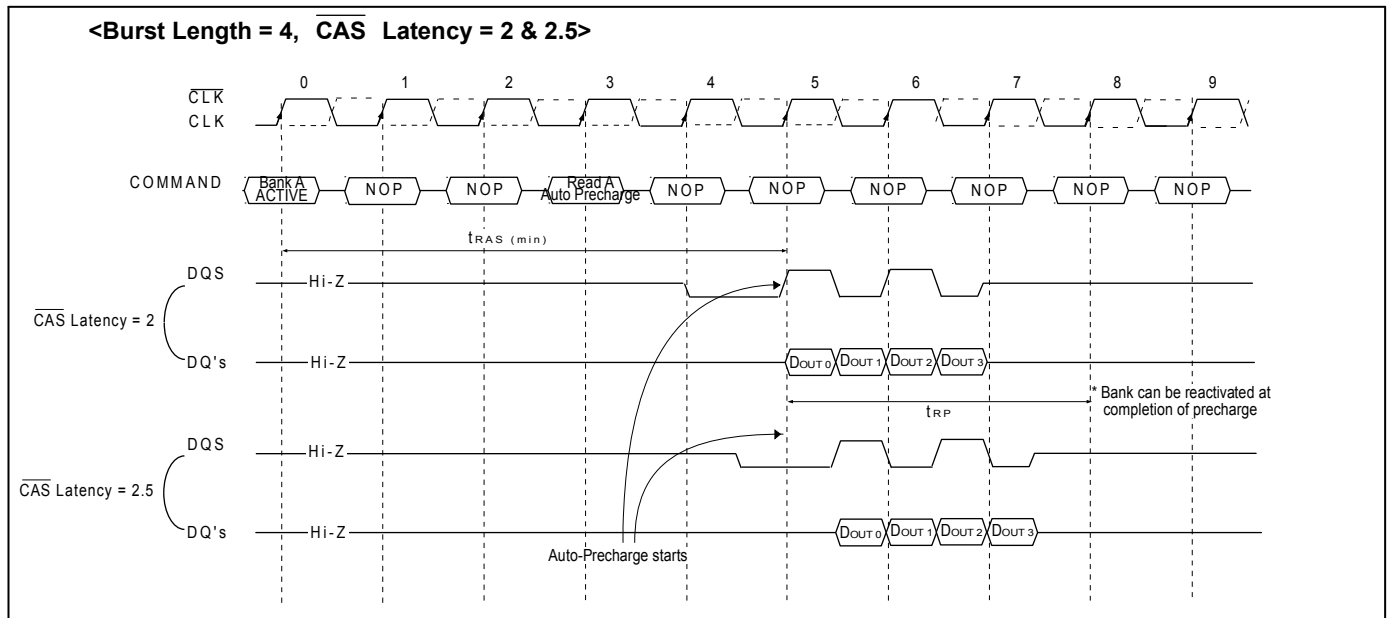 <Burst Length = 4, CAS Latency = 2 & 2.5>
0 1 2 3 4 5 6 7 8 9
CLK
CLK
COMMAND
Bank A
ACTIVE
NOP
NOP
Read A
Auto Precharge
NOP
NOP
NOP
NOP
NOP
NOP
tRAS (min)
DQS
Hi-Z
CAS Latency = 2
DQ's
Hi-Z
DOUT 0 DOUT 1 DOUT 2 DOUT 3
* Bank can be reactivated at
completion of precharge
tRP
DQS
Hi-Z
CAS Latency = 2.5
DQ's
Hi-Z
DOUT 0 DOUT 1 DOUT 2 DOUT 3
Auto-Precharge starts